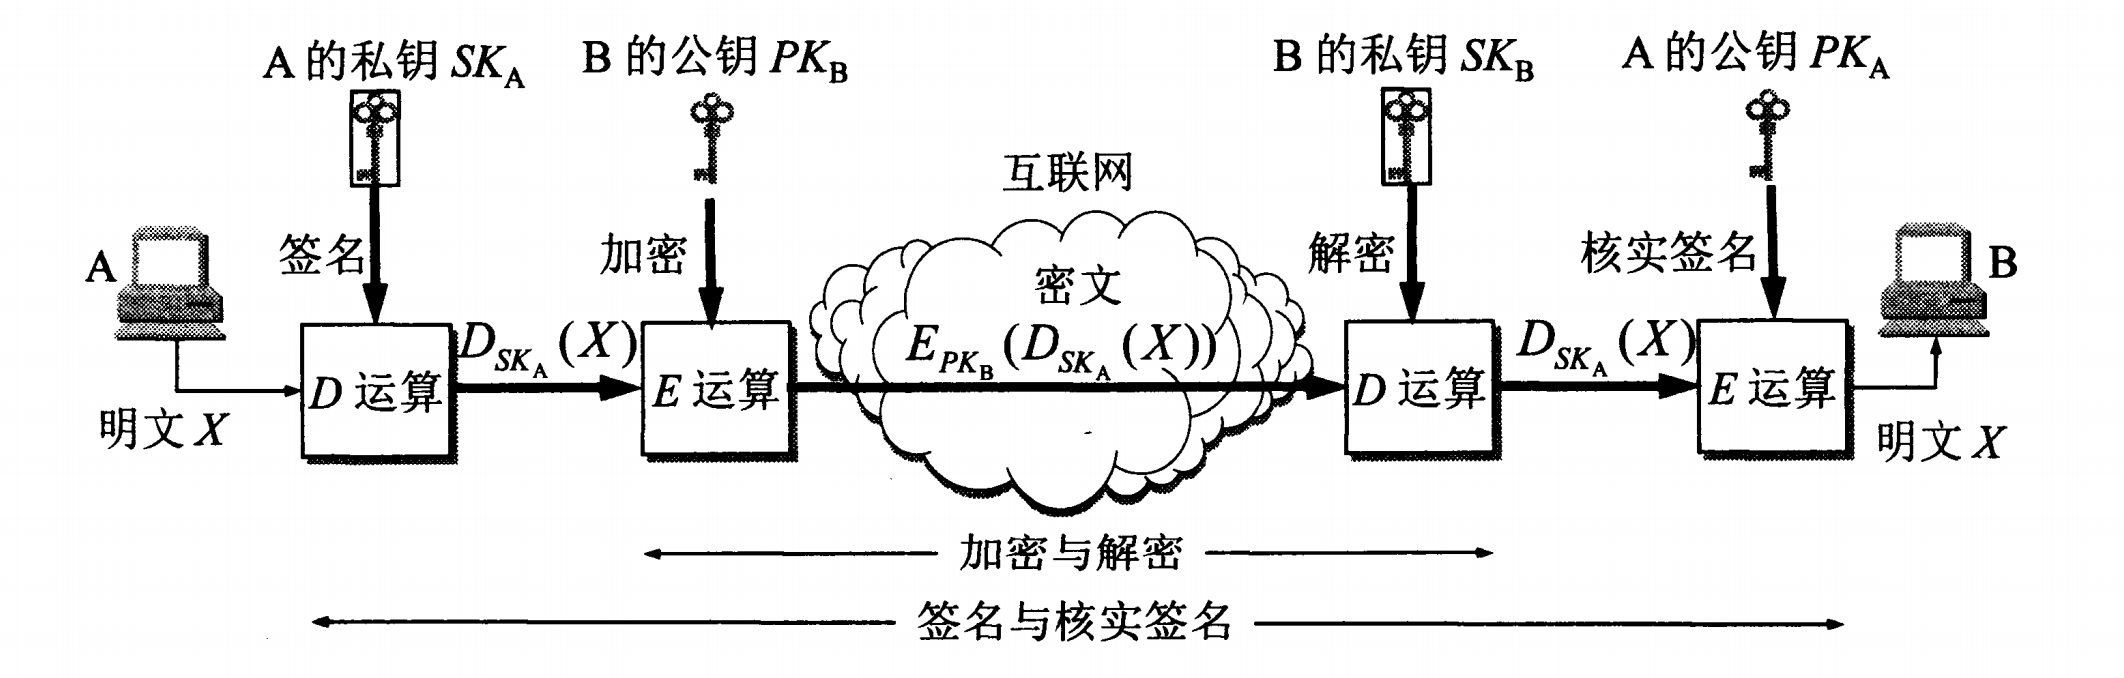 A 的私钥 SK_A
B 的公钥 PK_B
B 的私钥 SK_B
A 的公钥 PK_A
互联网
签名
加密
解密
核实签名
A
B
密文
D_{SK_A}(X)
E_{PK_B}(D_{SK_A}(X))
D_{SK_A}(X)
D 运算
E 运算
D 运算
E 运算
明文 X
明文 X
加密与解密
签名与核实签名